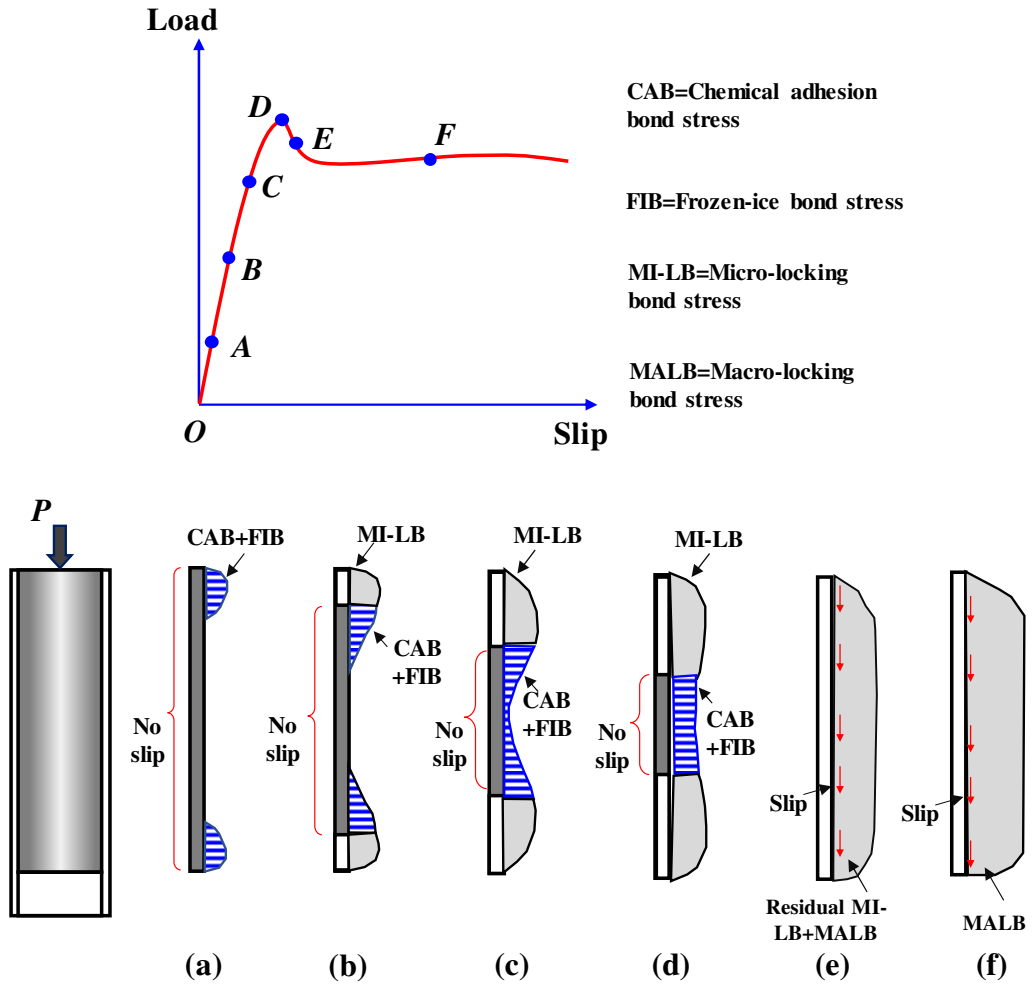 Load
D
E
F
C
B
A
O
Slip
CAB=Chemical adhesion
bond stress
FIB=Frozen-ice bond stress
MI-LB=Micro-locking
bond stress
MALB=Macro-locking
bond stress
P
CAB+FIB
No
slip
(a)
MI-LB
CAB
+FIB
No
slip
(b)
MI-LB
CAB
+FIB
No
slip
(c)
MI-LB
CAB
+FIB
No
slip
(d)
Slip
Residual MI-
LB+MALB
(e)
Slip
MALB
(f)